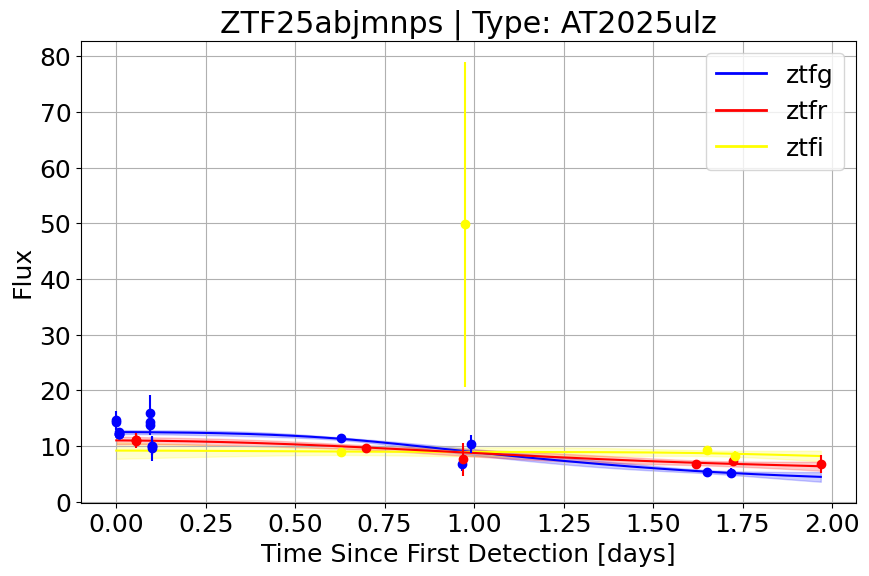 ZTF25abjmnps | Type: AT2025ulz
ztfg
ztfr
ztfi
Flux
80
70
60
50
40
30
20
10
0
0.00 0.25 0.50 0.75 1.00 1.25 1.50 1.75 2.00
Time Since First Detection [days]